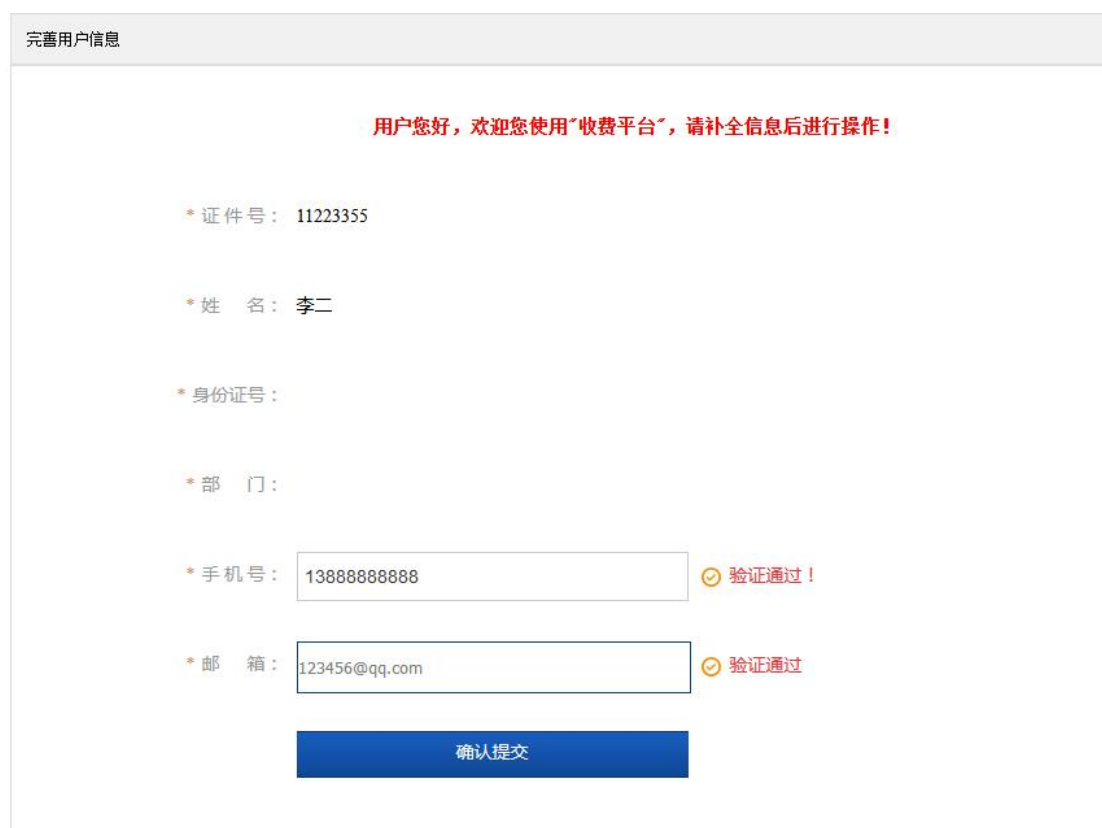 完善用户信息
用户您好，欢迎您使用"收费平台"，请补全信息后进行操作！
* 证件号： 11223355
* 姓 名： 李二
* 身份证号：
* 部 门：
* 手机号： 13888888888 验证通过！
* 邮 箱： 123456@qq.com 验证通过
确认提交